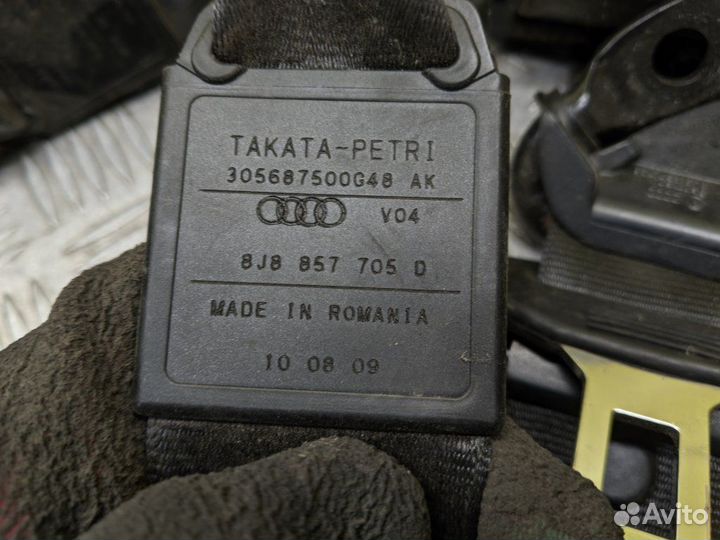 TAKATA-PETRI
305687500G48 AK
V04
8J8 857 705 D
MADE IN ROMANIA
10 08 09
Avito